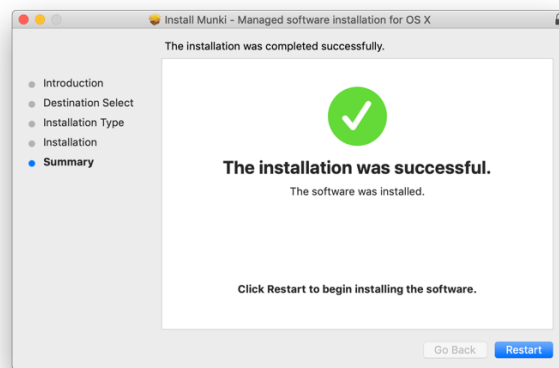 Install Munki - Managed software installation for OS X
The installation was completed successfully.
Introduction
Destination Select
Installation Type
Installation
Summary
The installation was successful.
The software was installed.
Click Restart to begin installing the software.
Go Back
Restart